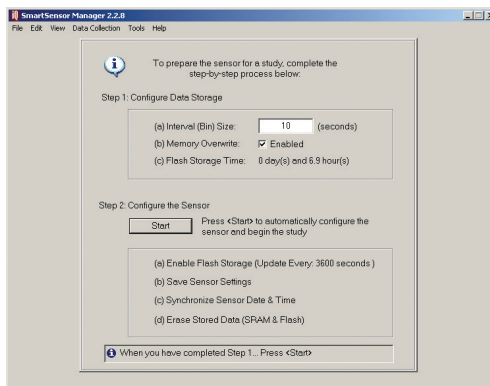 SmartSensor Manager 2.2.8
File Edit View Data Collection Tools Help
To prepare the sensor for a study, complete the
step-by-step process below:
Step 1: Configure Data Storage
(a) Interval (Bin) Size: 10 (seconds)
(b) Memory Overwrite: Enabled
(c) Flash Storage Time: 0 day(s) and 6.9 hour(s)
Step 2: Configure the Sensor
Start Press <Start> to automatically configure the
sensor and begin the study
(a) Enable Flash Storage (Update Every: 3600 seconds )
(b) Save Sensor Settings
(c) Synchronize Sensor Date & Time
(d) Erase Stored Data (SRAM & Flash)
When you have completed Step 1... Press <Start>